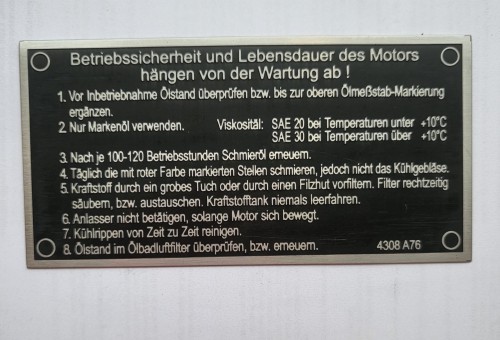 Betriebssicherheit und Lebensdauer des Motors
hängen von der Wartung ab !
1. Vor Inbetriebnahme Ölstand überprüfen bzw. bis zur oberen Ölmeßstab-Markierung
ergänzen.
2. Nur Markenöl verwenden. Viskosität: SAE 20 bei Temperaturen unter +10°C
SAE 30 bei Temperaturen über +10°C
3. Nach je 100-120 Betriebsstunden Schmieröl erneuern.
4. Täglich die mit roter Farbe markierten Stellen schmieren, jedoch nicht das Kühlgebläse.
5. Kraftstoff durch ein grobes Tuch oder durch einen Filzhut vorfiltern. Filter rechtzeitig
säubern, bzw. austauschen. Kraftstofftank niemals leerfahren.
6. Anlasser nicht betätigen, solange Motor sich bewegt.
7. Kühlrippen von Zeit zu Zeit reinigen.
8. Ölstand im Ölbadluftfilter überprüfen, bzw. erneuern. 4308 A76